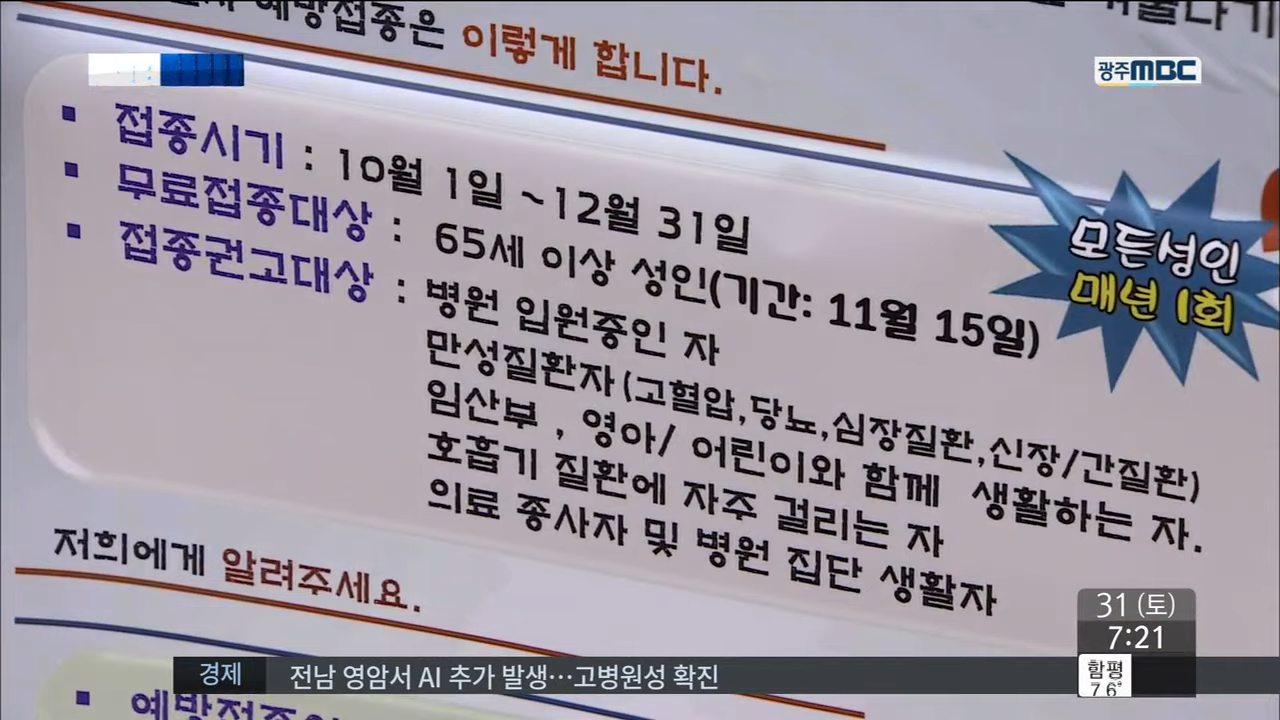 예방접종은 이렇게 합니다.
광주MBC
▪ 접종시기 : 10월 1일 ~12월 31일
▪ 무료접종대상 : 65세 이상 성인(기간: 11월 15일)
▪ 접종권고대상 : 병원 입원중인 자
만성질환자(고혈압,당뇨,심장질환,신장/간질환)
임산부 , 영아/ 어린이와 함께 생활하는 자.
호흡기 질환에 자주 걸리는 자
의료 종사자 및 병원 집단 생활자
모든성인
매년 1회
저희에게 알려주세요.
31 (토)
7:21
함평
7.6°
경제 전남 영암서 AI 추가 발생…고병원성 확진
▪ 예방접종